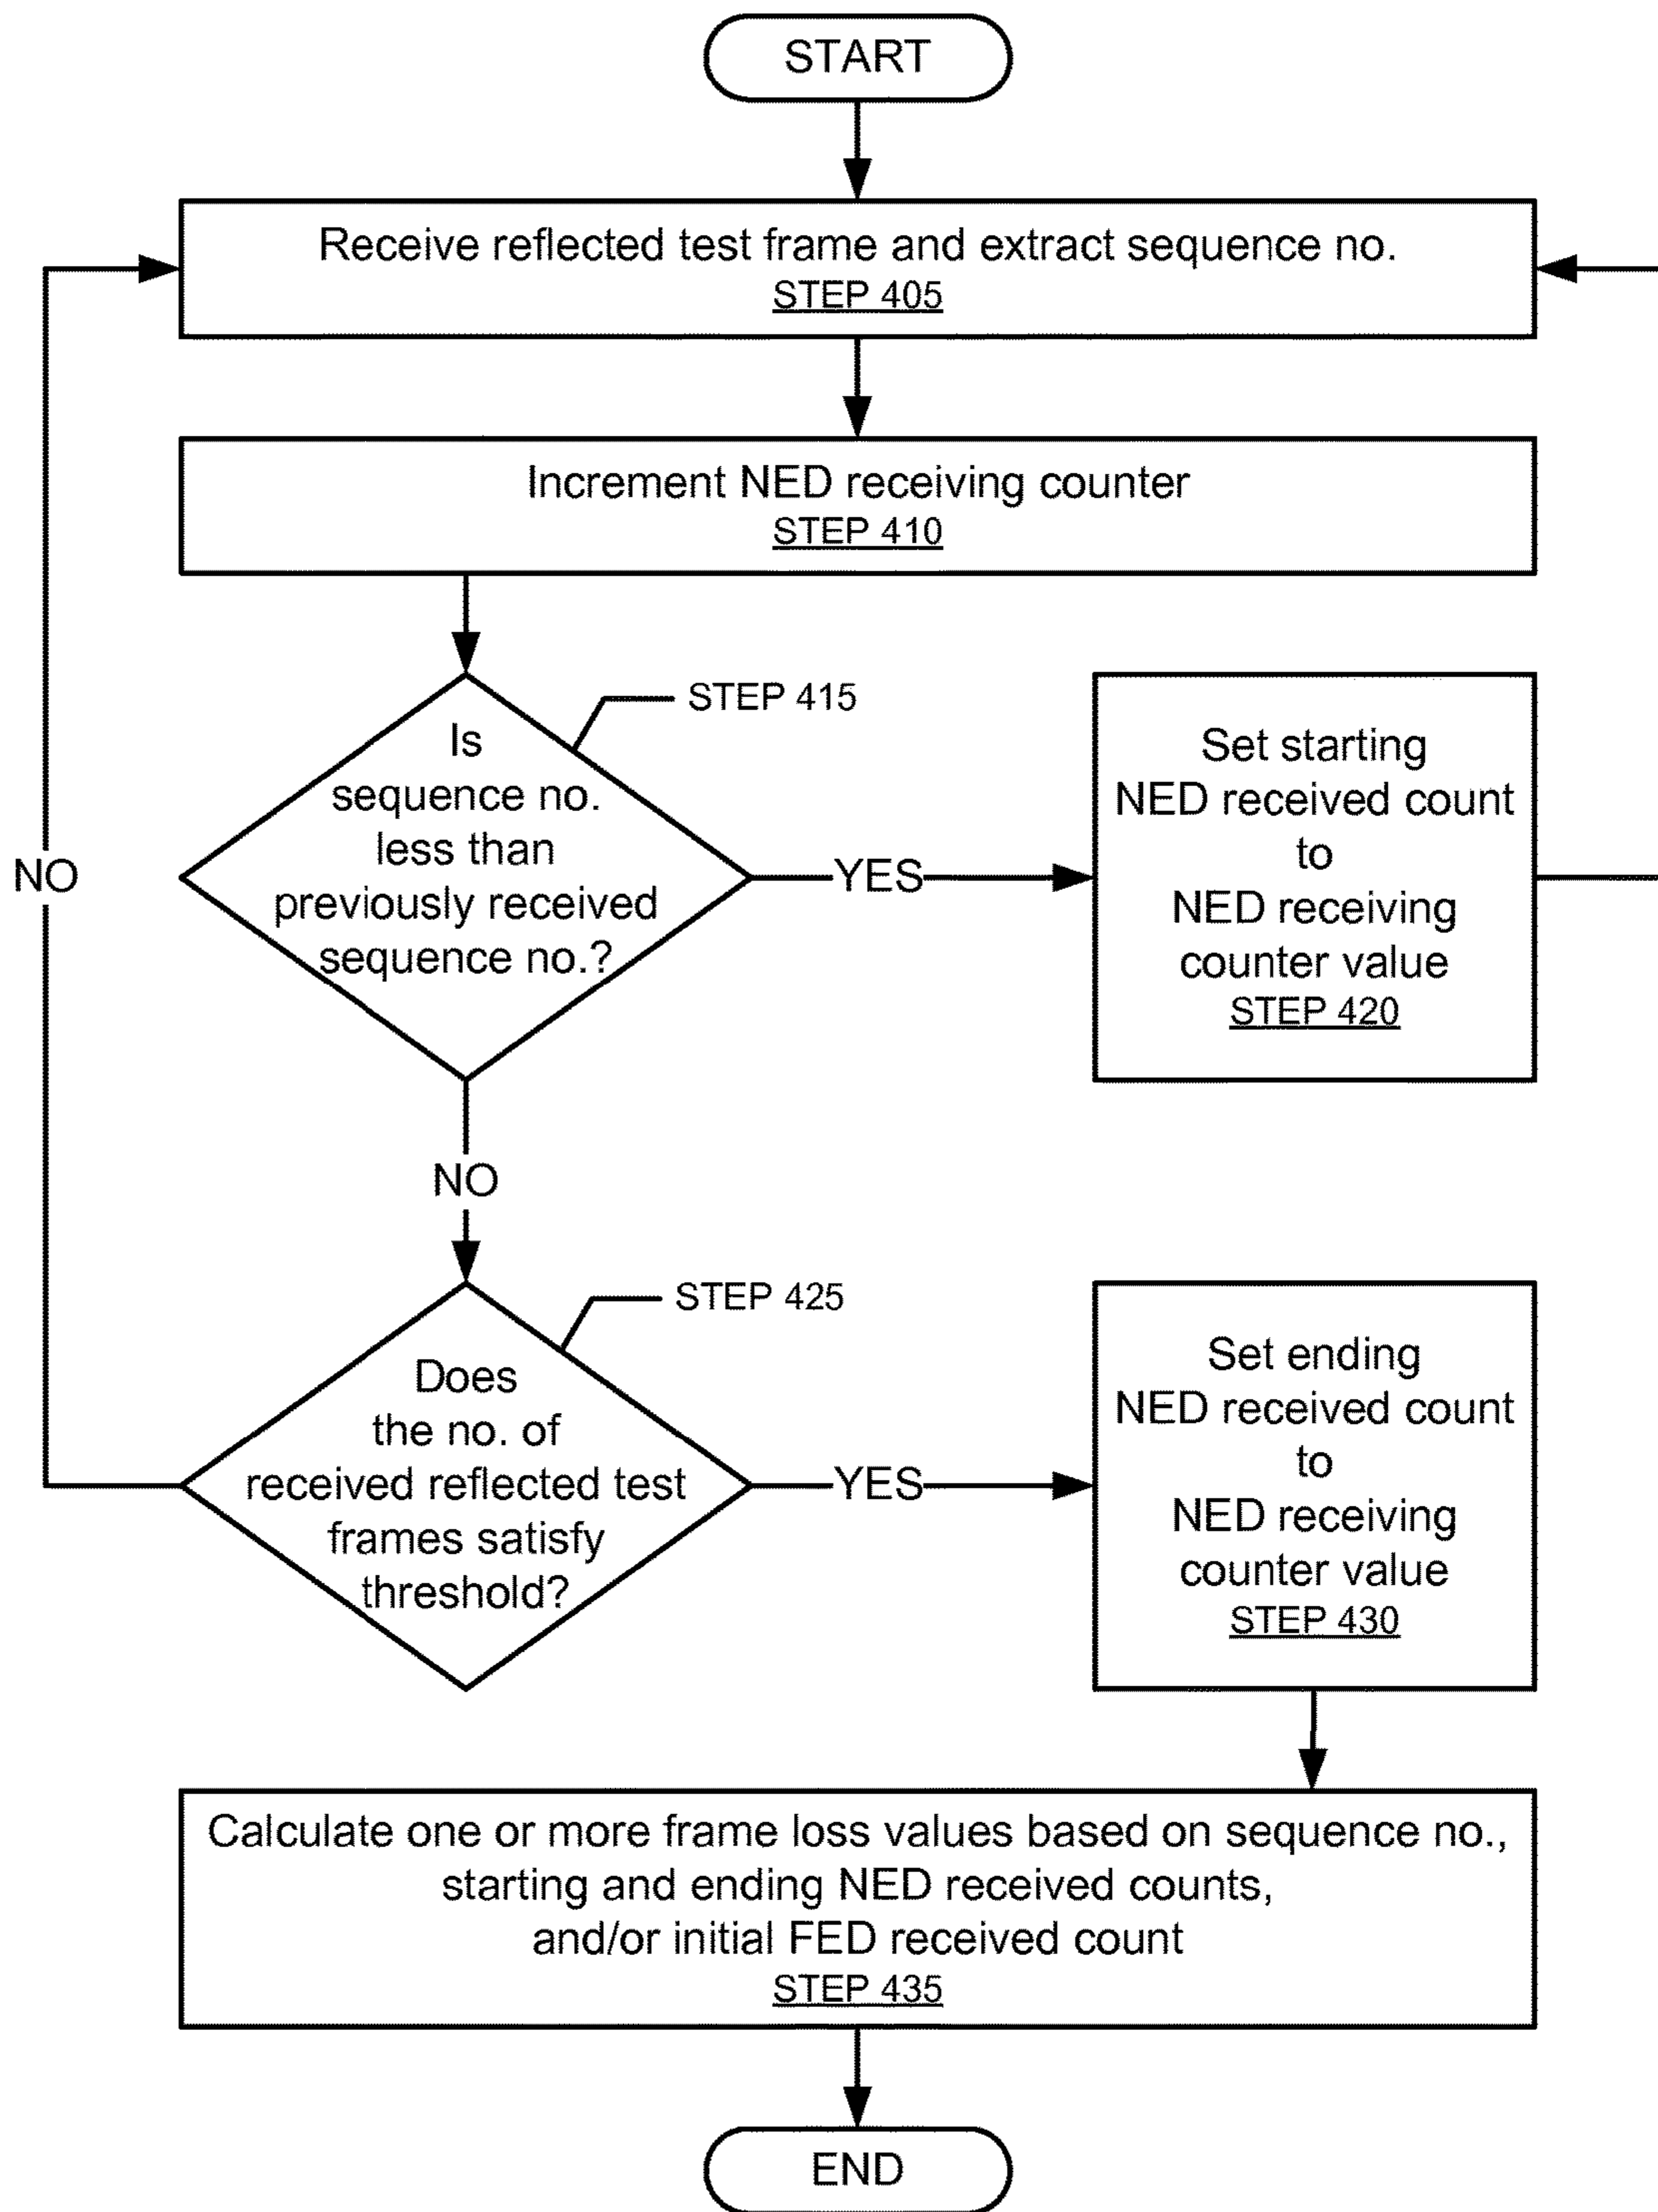 START
Receive reflected test frame and extract sequence no.
STEP 405
Increment NED receiving counter
STEP 410
STEP 415
Is
sequence no.
less than
previously received
sequence no.?
YES
Set starting
NED received count
to
NED receiving
counter value
STEP 420
NO
NO
STEP 425
Does
the no. of
received reflected test
frames satisfy
threshold?
YES
Set ending
NED received count
to
NED receiving
counter value
STEP 430
Calculate one or more frame loss values based on sequence no.,
starting and ending NED received counts,
and/or initial FED received count
STEP 435
END